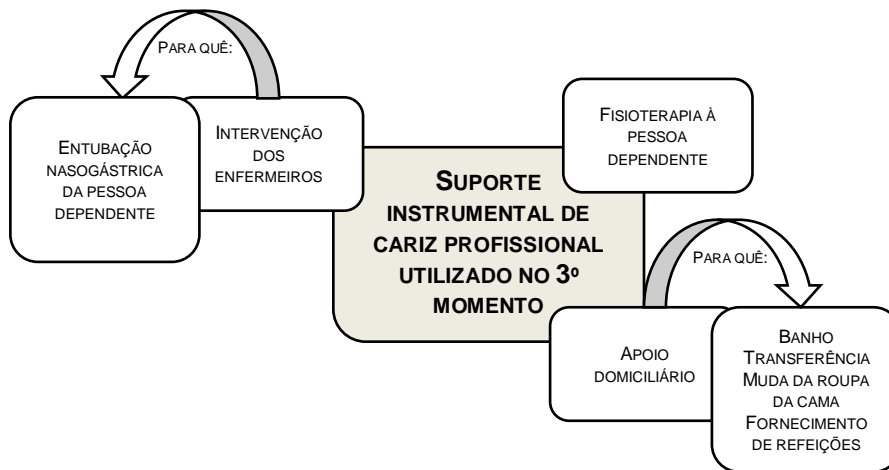 PARA QUÊ:
ENTUBAÇÃO
NASOGÁSTRICA
DA PESSOA
DEPENDENTE
INTERVENÇÃO
DOS
ENFERMEIROS
SUPORTE
INSTRUMENTAL DE
CARIZ PROFISSIONAL
UTILIZADO NO 3º
MOMENTO
FISIOTERAPIA À
PESSOA
DEPENDENTE
PARA QUÊ:
APOIO
DOMICILIÁRIO
BANHO
TRANSFERÊNCIA
MUDA DA ROUPA
DA CAMA
FORNECIMENTO
DE REFEIÇÕES